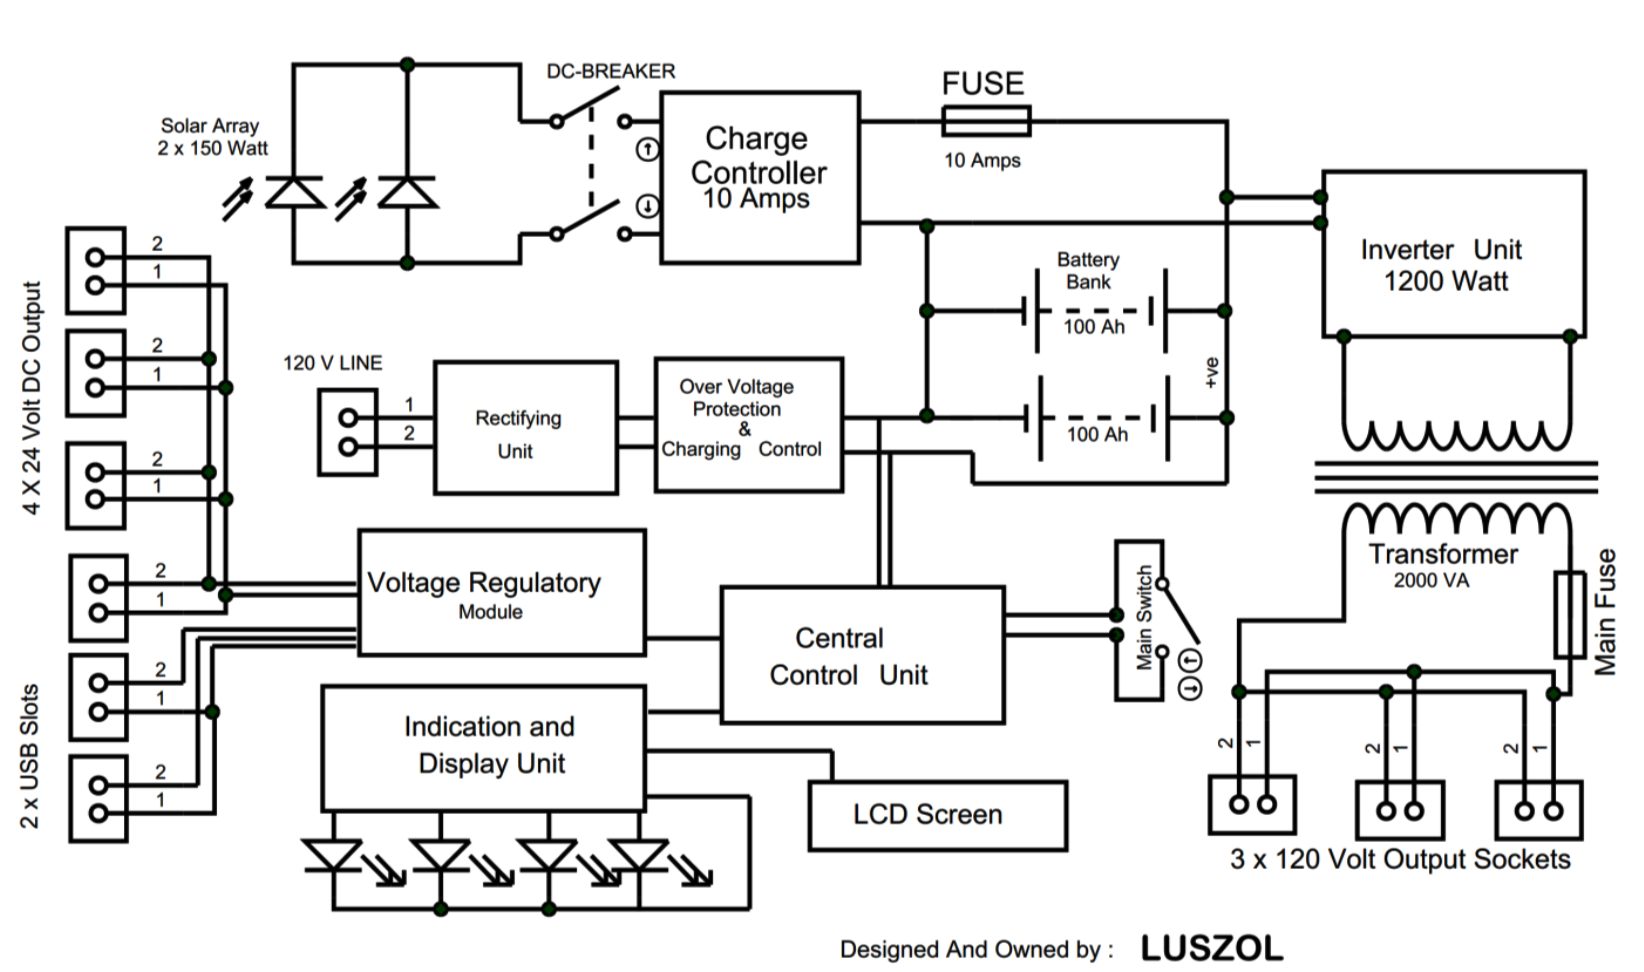 DC-BREAKER
FUSE
Solar Array
2 x 150 Watt
Charge
Controller
10 Amps
10 Amps
Inverter Unit
1200 Watt
Battery
Bank
100 Ah
+ve
100 Ah
4 X 24 Volt DC Output
2
1
2
1
2
1
2
1
120 V LINE
1
2
Rectifying
Unit
Over Voltage
Protection
&
Charging Control
Voltage Regulatory
Module
Central
Control Unit
Main Switch
Transformer
2000 VA
Main Fuse
2 x USB Slots
2
1
2
1
Indication and
Display Unit
LCD Screen
2
1
2
1
2
1
3 x 120 Volt Output Sockets
Designed And Owned by : LUSZOL